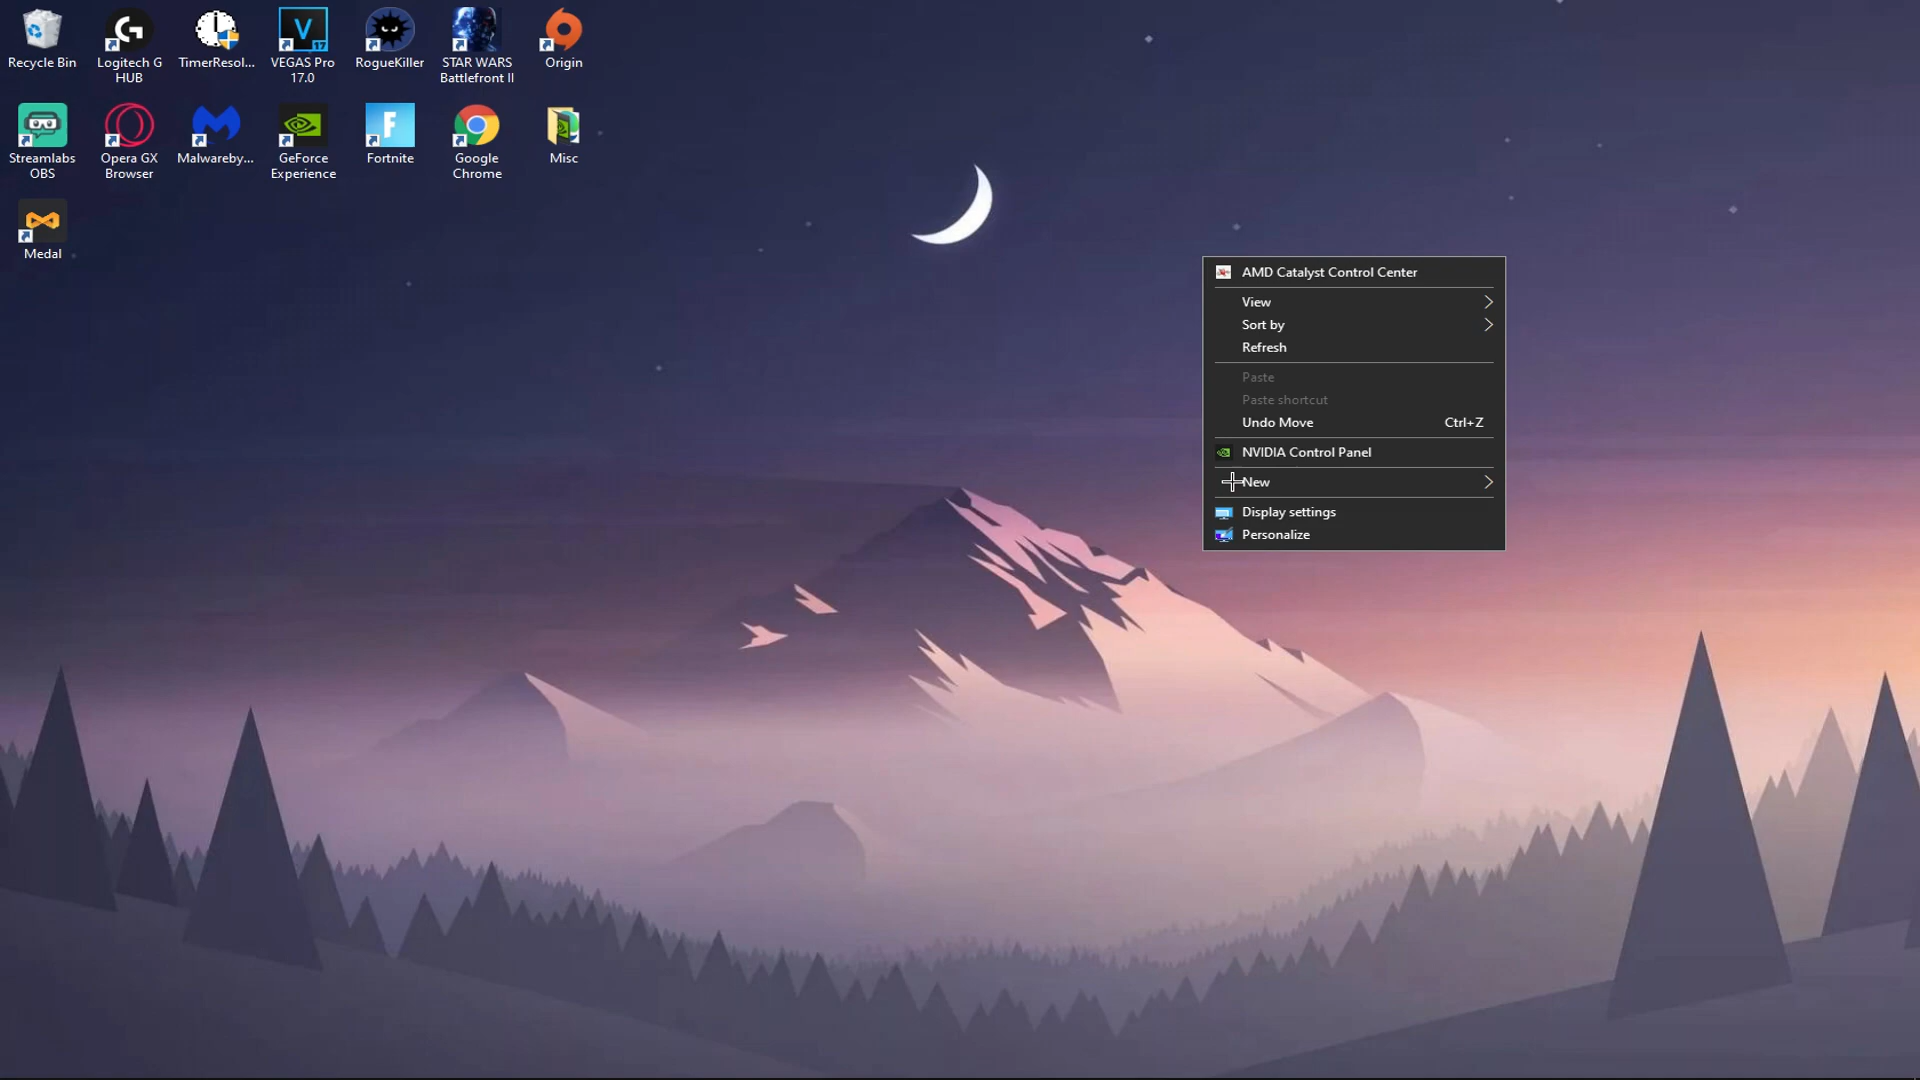 Recycle Bin
Logitech G
HUB
TimerResol...
VEGAS Pro
17.0
RogueKiller
STAR WARS
Battlefront II
Origin
Streamlabs
OBS
Opera GX
Browser
Malwareby...
GeForce
Experience
Fortnite
Google
Chrome
Misc
Medal
AMD Catalyst Control Center
View
Sort by
Refresh
Paste
Paste shortcut
Undo Move Ctrl+Z
NVIDIA Control Panel
New
Display settings
Personalize